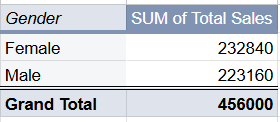 Gender SUM of Total Sales
Female 232840
Male 223160
Grand Total 456000